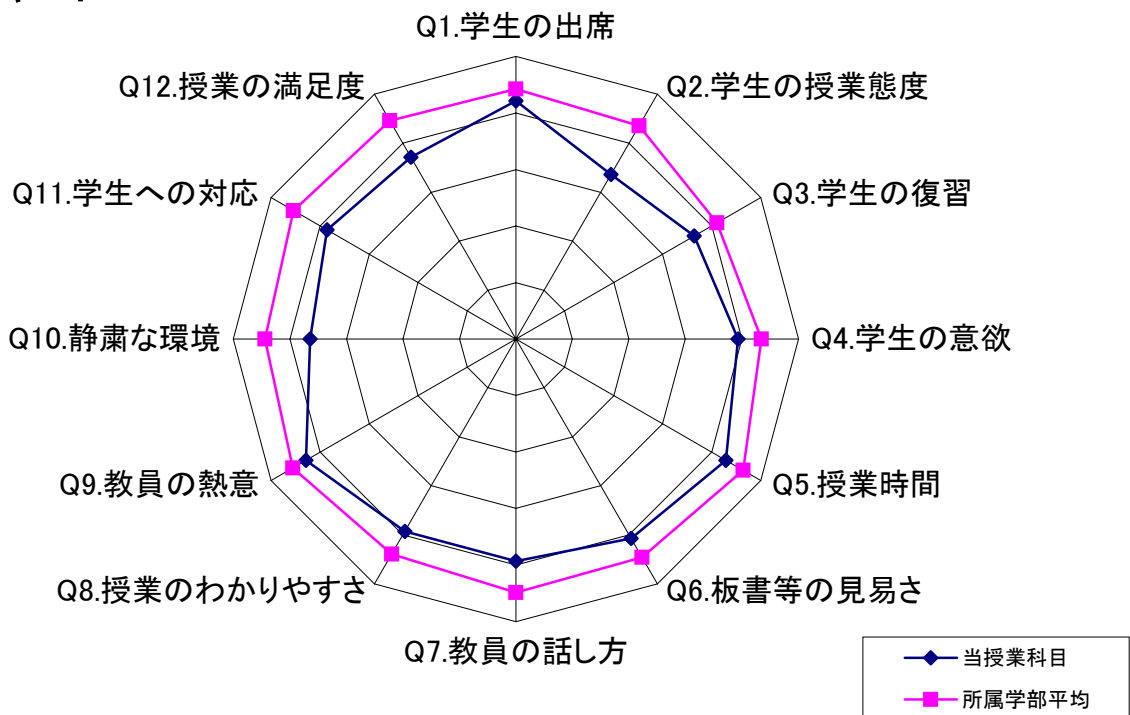 Q1.学生の出席
Q2.学生の授業態度
Q3.学生の復習
Q4.学生の意欲
Q5.授業時間
Q6.板書等の見易さ
Q7.教員の話し方
Q8.授業のわかりやすさ
Q9.教員の熱意
Q10.静粛な環境
Q11.学生への対応
Q12.授業の満足度
当授業科目
所属学部平均